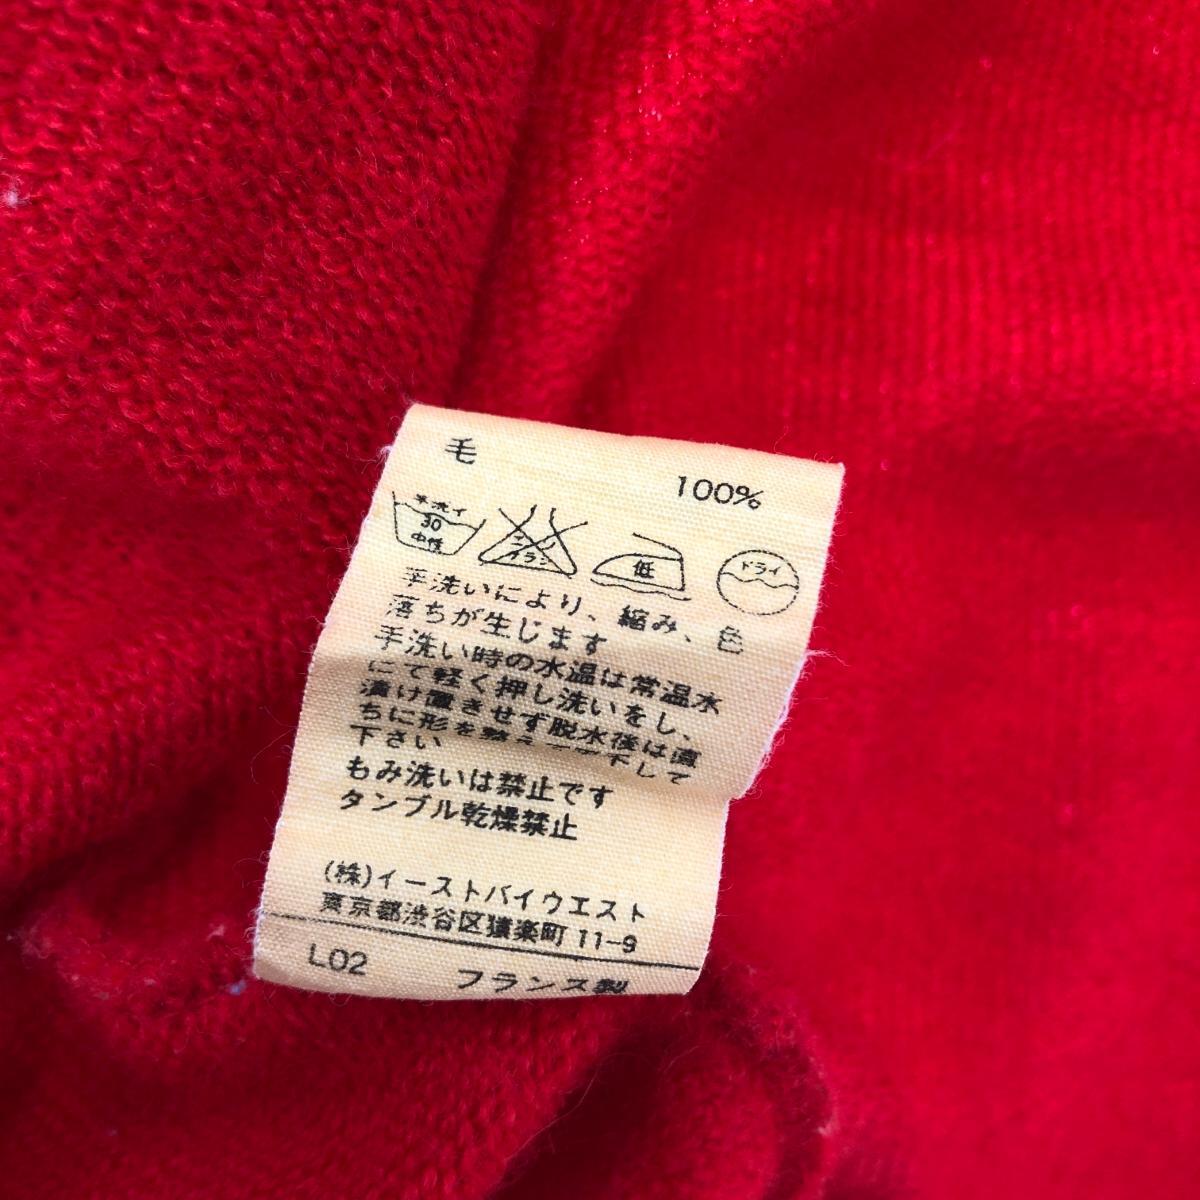 毛 100%
手洗イ
30
中性
エンソ
サラシ
低
ドライ
手洗いにより、縮み、色
落ちが生じます
手洗い時の水温は常温水
にて軽く押し洗いをし、
漬け置きせず脱水後は直
ちに形を整え 干して
下さい
もみ洗いは禁止です
タンブル乾燥禁止
(株)イーストバイウエスト
東京都渋谷区猿楽町11-9
L02 フランス製